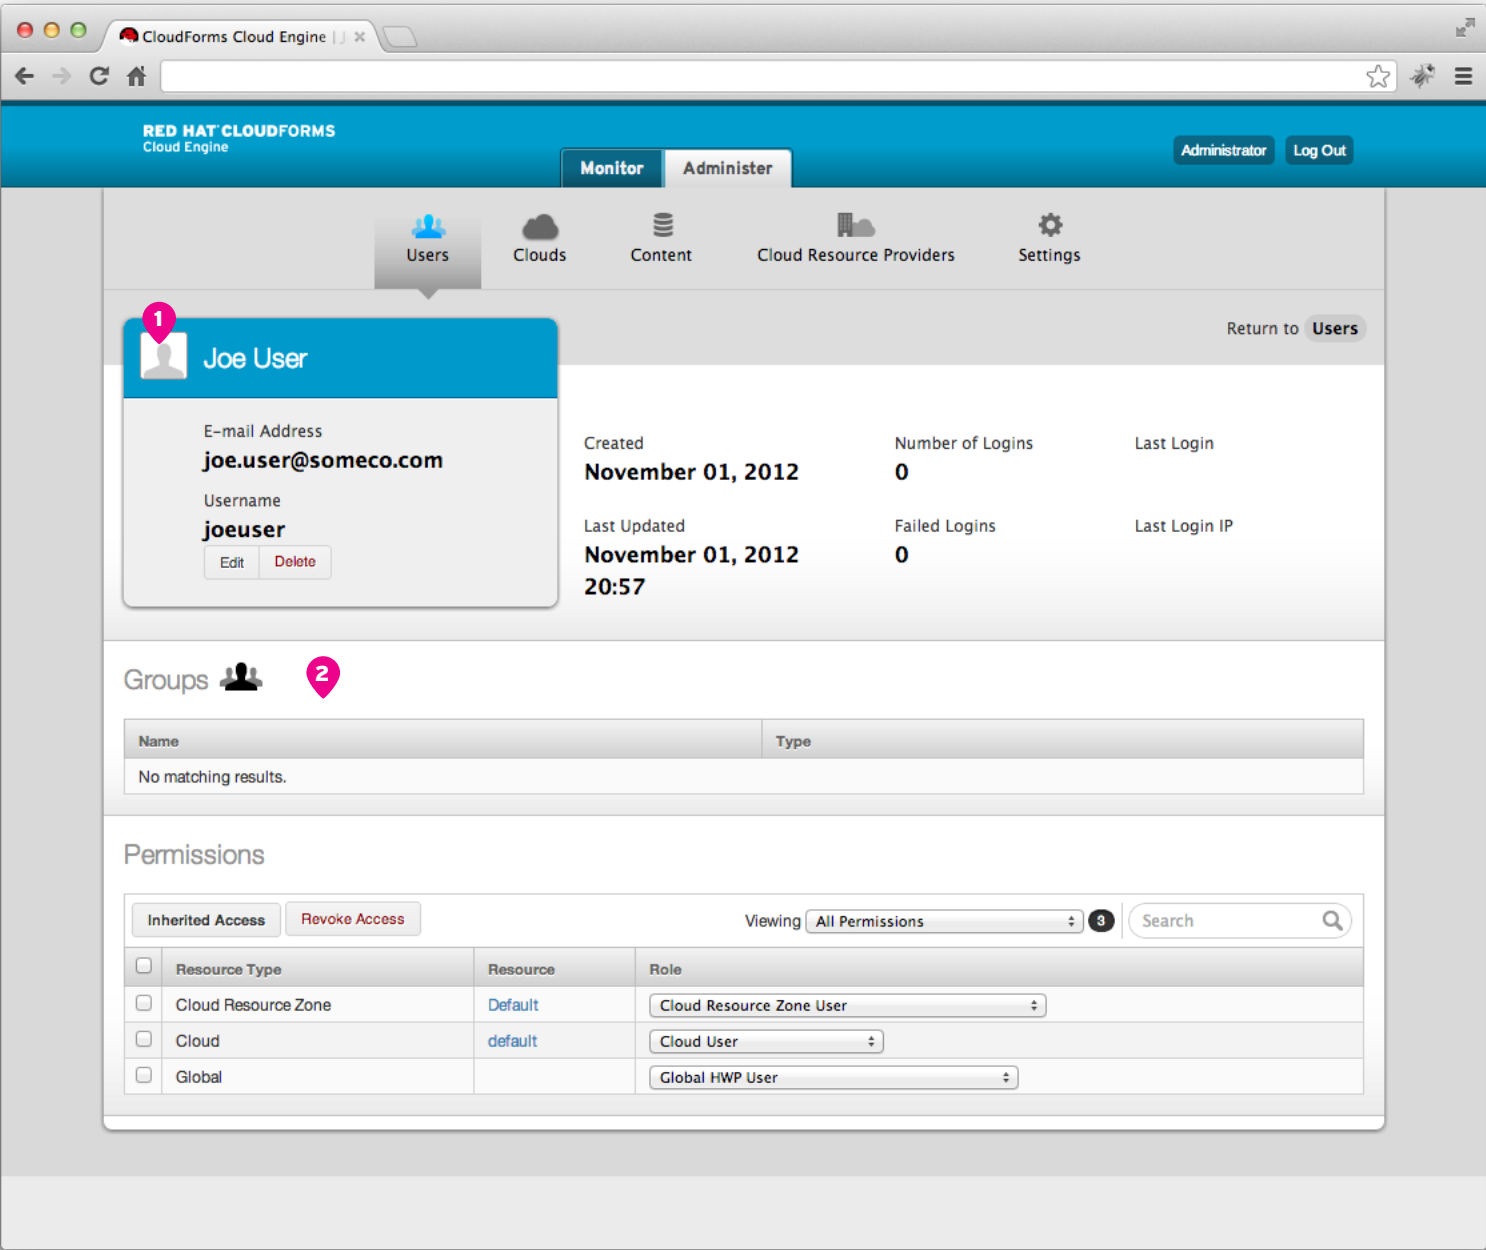 CloudForms Cloud Engine | J
RED HAT CLOUDFORMS
Cloud Engine
Monitor
Administer
Administrator
Log Out
Users
Clouds
Content
Cloud Resource Providers
Settings
1
Joe User
Return to Users
E-mail Address
joe.user@someco.com
Username
joeuser
Edit
Delete
Created
November 01, 2012
Number of Logins
0
Last Login
Last Updated
November 01, 2012
20:57
Failed Logins
0
Last Login IP
Groups
2
Name Type
No matching results.
Permissions
Inherited Access Revoke Access Viewing All Permissions 3 Search
Resource Type Resource Role
Cloud Resource Zone Default Cloud Resource Zone User
Cloud default Cloud User
Global Global HWP User